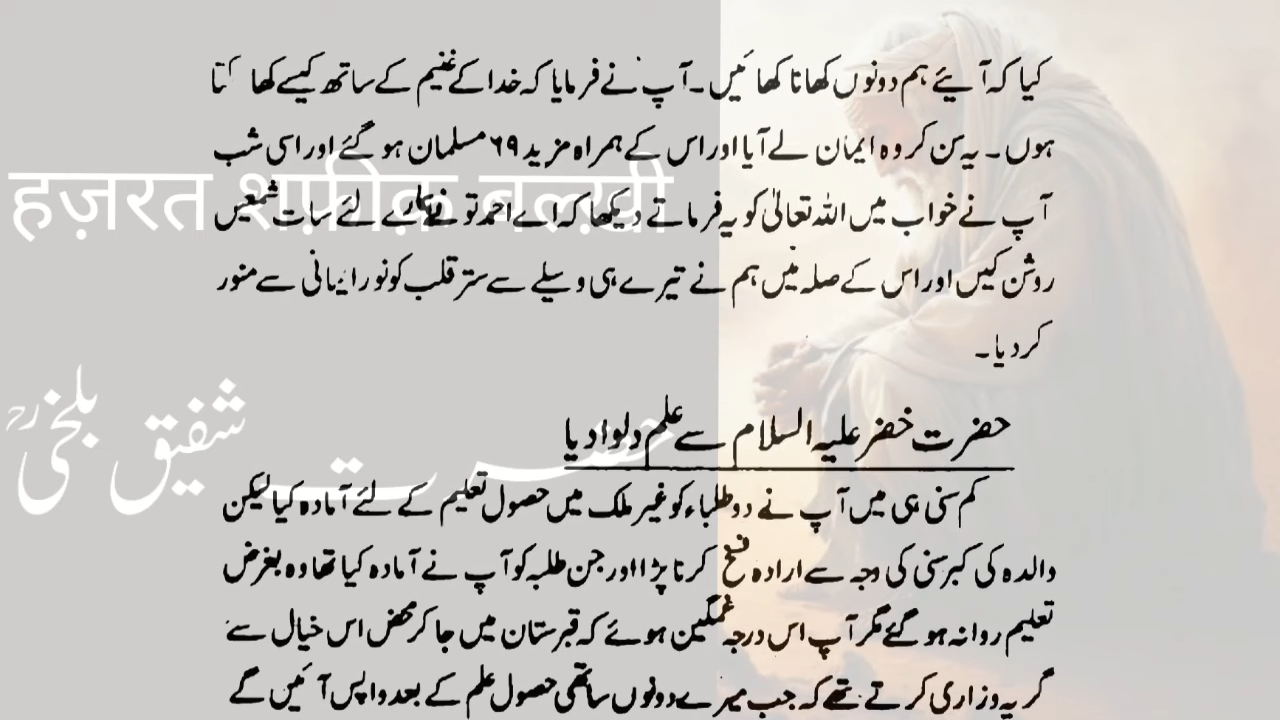 کیا کہ آیئے ہم دونوں کھانا کھائیں۔ آپ نے فرمایا کہ خدا کے غنیم کے ساتھ کیسے کھا سکتا
ہوں۔ یہ سن کر وہ ایمان لے آیا اور اس کے ہمراہ مزید ۶۹ مسلمان ہو گئے اور اسی شب
آپ نے خواب میں اللہ تعالیٰ کو یہ فرماتے دیکھا کہ اے احمد تو نے ہمارے لئے سات شمعیں
روشن کیں اور اس کے صلہ میں ہم نے تیرے ہی وسیلے سے ستر قلب کو نور ایمانی سے منور
کردیا۔
हज़रत शफ़ीक़ बल्ख़ी
حضرت خضر علیہ السلام سے علم دلوا دیا
حضرت شفیق بلخیؒ
کم سنی ہی میں آپ نے دو طلباء کو غیر ملک میں حصول تعلیم کے لئے آمادہ کیا لیکن
والدہ کی کبر سنی کی وجہ سے ارادہ فسخ کرنا پڑا اور جن طلبہ کو آپ نے آمادہ کیا تھا وہ بغرض
تعلیم روانہ ہو گئے مگر آپ اس درجہ غمگین ہوئے کہ قبرستان میں جا کر محض اس خیال سے
گریہ وزاری کرتے تھے کہ جب میرے دونوں ساتھی حصول علم کے بعد واپس آئیں گے